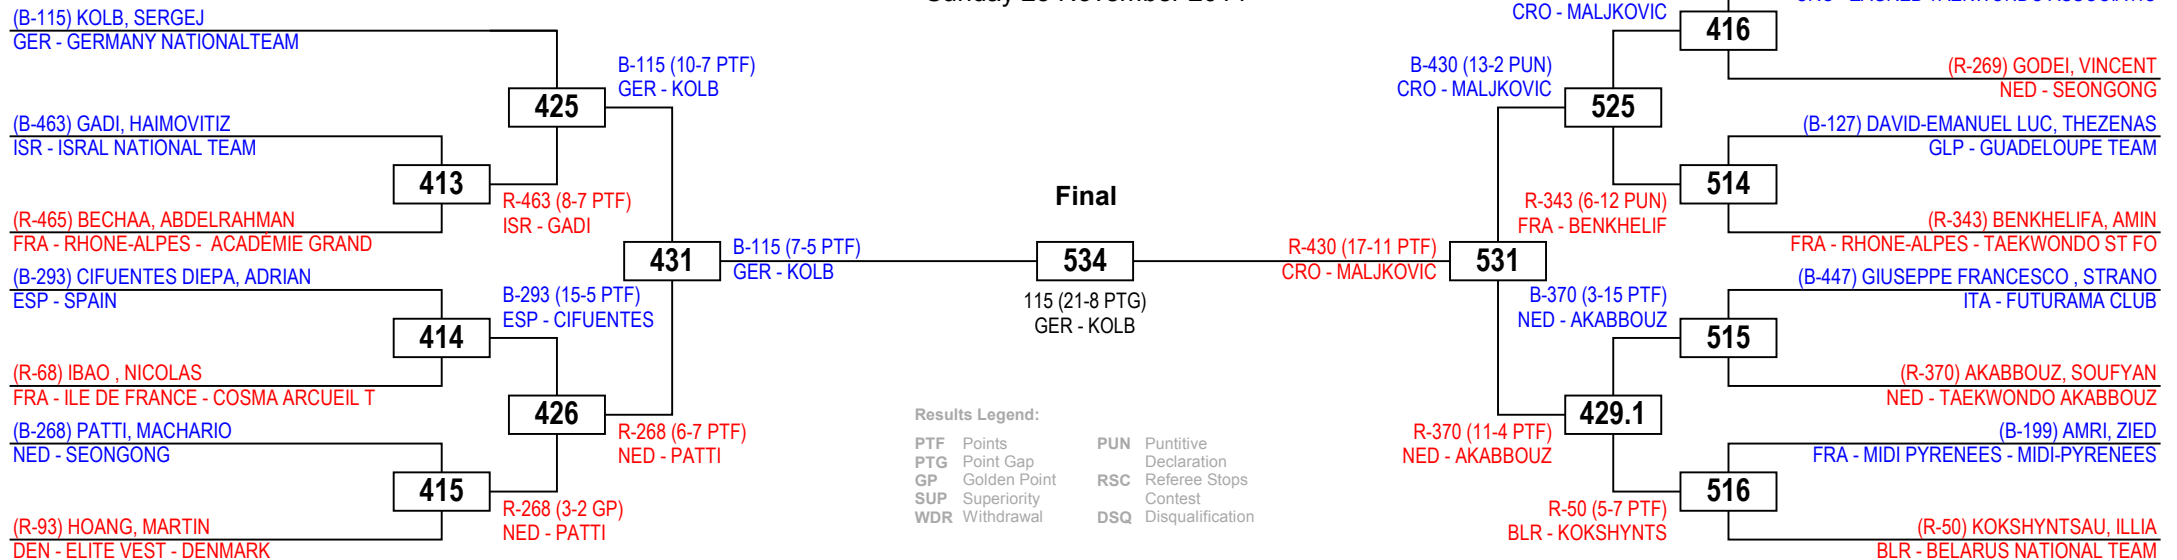 (B-115) KOLB, SERGEJ
GER - GERMANY NATIONALTEAM
B-115 (10-7 PTF)
GER - KOLB
425
(B-463) GADI, HAIMOVITIZ
ISR - ISRAL NATIONAL TEAM
413
R-463 (8-7 PTF)
ISR - GADI
(R-465) BECHAA, ABDELRAHMAN
FRA - RHONE-ALPES - ACADÉMIE GRAND
431
B-115 (7-5 PTF)
GER - KOLB
(B-293) CIFUENTES DIEPA, ADRIAN
ESP - SPAIN
B-293 (15-5 PTF)
ESP - CIFUENTES
414
(R-68) IBAO , NICOLAS
FRA - ILE DE FRANCE - COSMA ARCUEIL T
426
R-268 (6-7 PTF)
NED - PATTI
(B-268) PATTI, MACHARIO
NED - SEONGONG
415
R-268 (3-2 GP)
NED - PATTI
(R-93) HOANG, MARTIN
DEN - ELITE VEST - DENMARK
Final
534
115 (21-8 PTG)
GER - KOLB
Results Legend:
PTF Points
PTG Point Gap
GP Golden Point
SUP Superiority
WDR Withdrawal
PUN Puntitive
Declaration
RSC Referee Stops
Contest
DSQ Disqualification
CRO - MALJKOVIC
416
(R-269) GODEI, VINCENT
NED - SEONGONG
B-430 (13-2 PUN)
CRO - MALJKOVIC
525
(B-127) DAVID-EMANUEL LUC, THEZENAS
GLP - GUADELOUPE TEAM
514
R-343 (6-12 PUN)
FRA - BENKHELIF
(R-343) BENKHELIFA, AMIN
FRA - RHONE-ALPES - TAEKWONDO ST FO
R-430 (17-11 PTF)
CRO - MALJKOVIC
531
(B-447) GIUSEPPE FRANCESCO , STRANO
ITA - FUTURAMA CLUB
B-370 (3-15 PTF)
NED - AKABBOUZ
515
(R-370) AKABBOUZ, SOUFYAN
NED - TAEKWONDO AKABBOUZ
429.1
R-370 (11-4 PTF)
NED - AKABBOUZ
(B-199) AMRI, ZIED
FRA - MIDI PYRENEES - MIDI-PYRENEES
516
R-50 (5-7 PTF)
BLR - KOKSHYNTS
(R-50) KOKSHYNTSAU, ILLIA
BLR - BELARUS NATIONAL TEAM